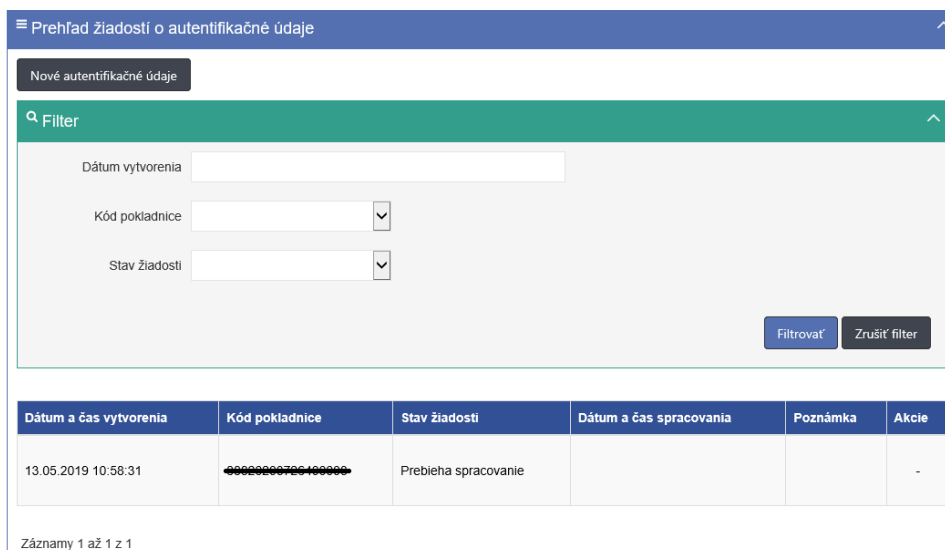 Prehľad žiadostí o autentifikačné údaje
Nové autentifikačné údaje
Filter
Dátum vytvorenia
Kód pokladnice
Stav žiadosti
Filtrovať Zrušiť filter
Dátum a čas vytvorenia Kód pokladnice Stav žiadosti Dátum a čas spracovania Poznámka Akcie
13.05.2019 10:58:31 Prebieha spracovanie -
Záznamy 1 až 1 z 1